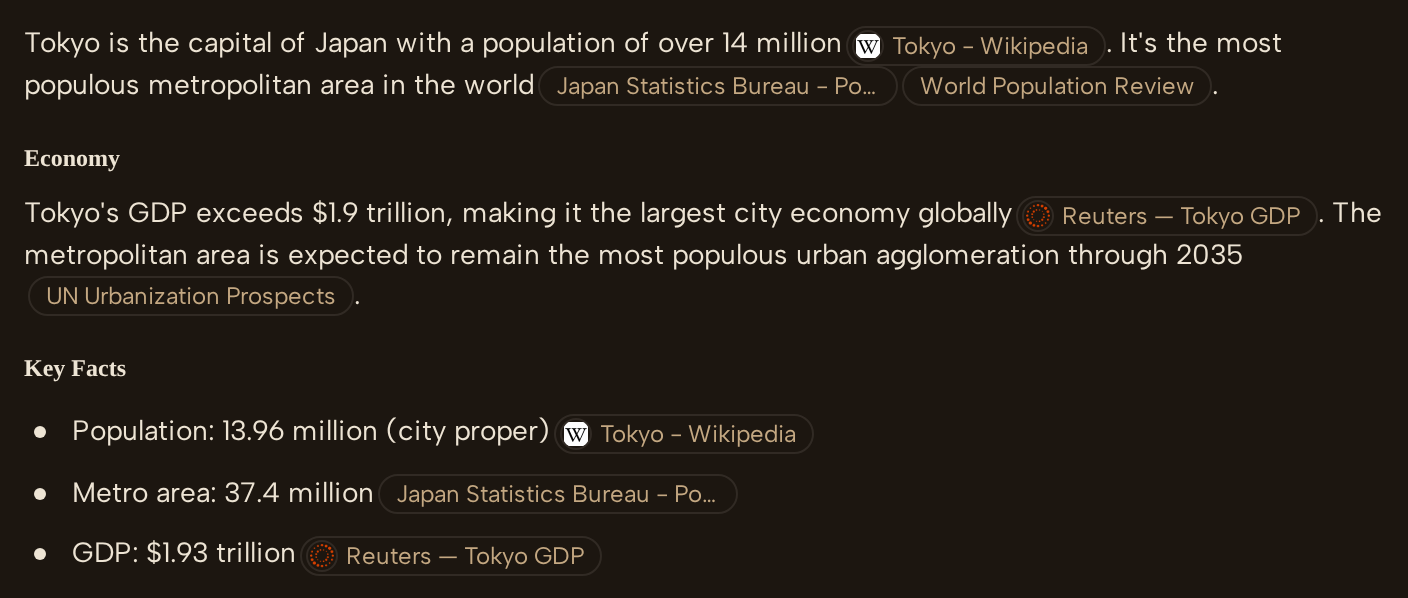 Tokyo is the capital of Japan with a population of over 14 million W Tokyo - Wikipedia . It's the most
populous metropolitan area in the world Japan Statistics Bureau - Po... World Population Review .
Economy
Tokyo's GDP exceeds $1.9 trillion, making it the largest city economy globally Reuters — Tokyo GDP . The
metropolitan area is expected to remain the most populous urban agglomeration through 2035
UN Urbanization Prospects .
Key Facts
● Population: 13.96 million (city proper) W Tokyo - Wikipedia
● Metro area: 37.4 million Japan Statistics Bureau - Po...
● GDP: $1.93 trillion Reuters — Tokyo GDP